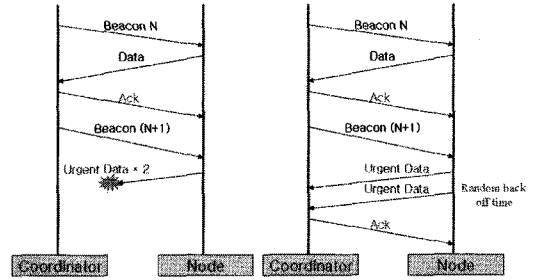 Beacon N
Data
Ack
Beacon (N+1)
Urgent Data * 2
Coordinator
Node
Beacon N
Data
Ack
Beacon (N+1)
Urgent Data
Urgent Data
Random back
off time
Ack
Coordinator
Node